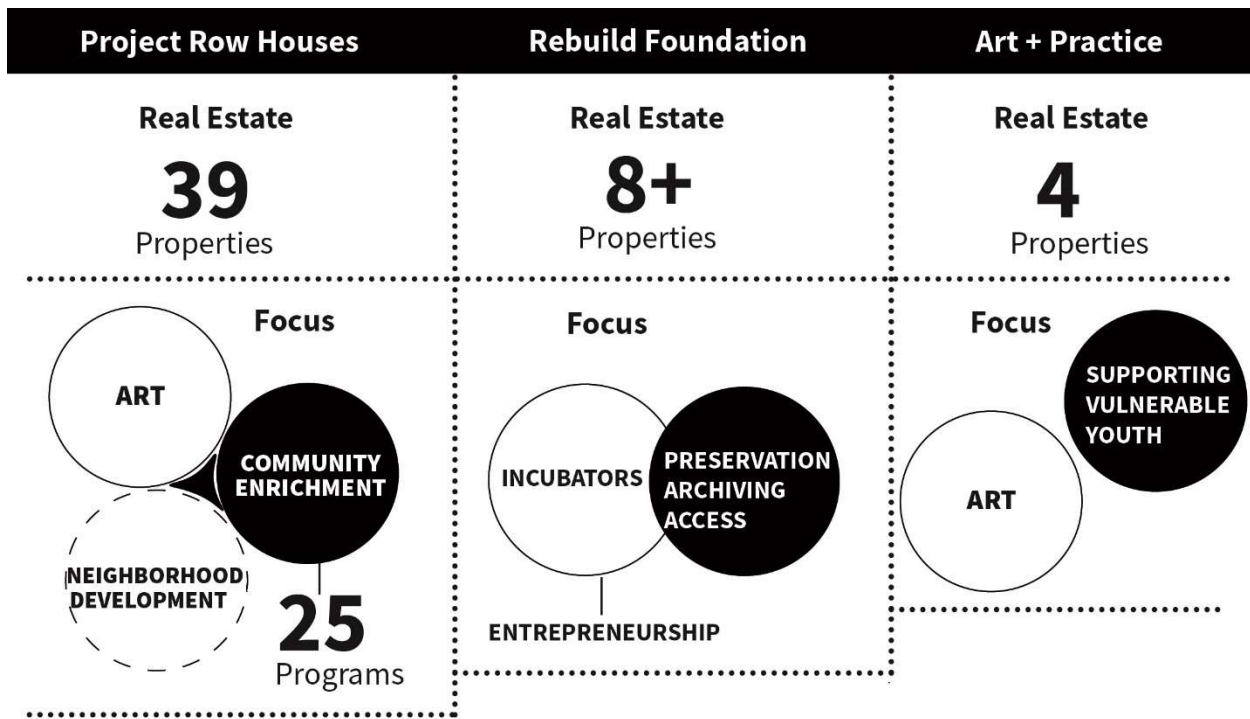 Project Row Houses
Rebuild Foundation
Art + Practice
Real Estate
39
Properties
Real Estate
8+
Properties
Real Estate
4
Properties
Focus
ART
COMMUNITY
ENRICHMENT
NEIGHBORHOOD
DEVELOPMENT
25
Programs
Focus
INCUBATORS
PRESERVATION
ARCHIVING
ACCESS
ENTREPRENEURSHIP
Focus
SUPPORTING
VULNERABLE
YOUTH
ART